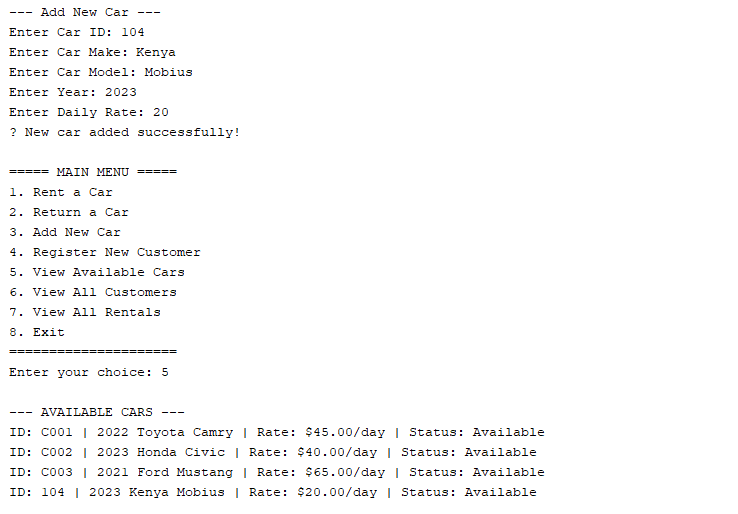 --- Add New Car ---
Enter Car ID: 104
Enter Car Make: Kenya
Enter Car Model: Mobius
Enter Year: 2023
Enter Daily Rate: 20
? New car added successfully!
===== MAIN MENU =====
1. Rent a Car
2. Return a Car
3. Add New Car
4. Register New Customer
5. View Available Cars
6. View All Customers
7. View All Rentals
8. Exit
=====================
Enter your choice: 5
--- AVAILABLE CARS ---
ID: C001 | 2022 Toyota Camry | Rate: $45.00/day | Status: Available
ID: C002 | 2023 Honda Civic | Rate: $40.00/day | Status: Available
ID: C003 | 2021 Ford Mustang | Rate: $65.00/day | Status: Available
ID: 104 | 2023 Kenya Mobius | Rate: $20.00/day | Status: Available